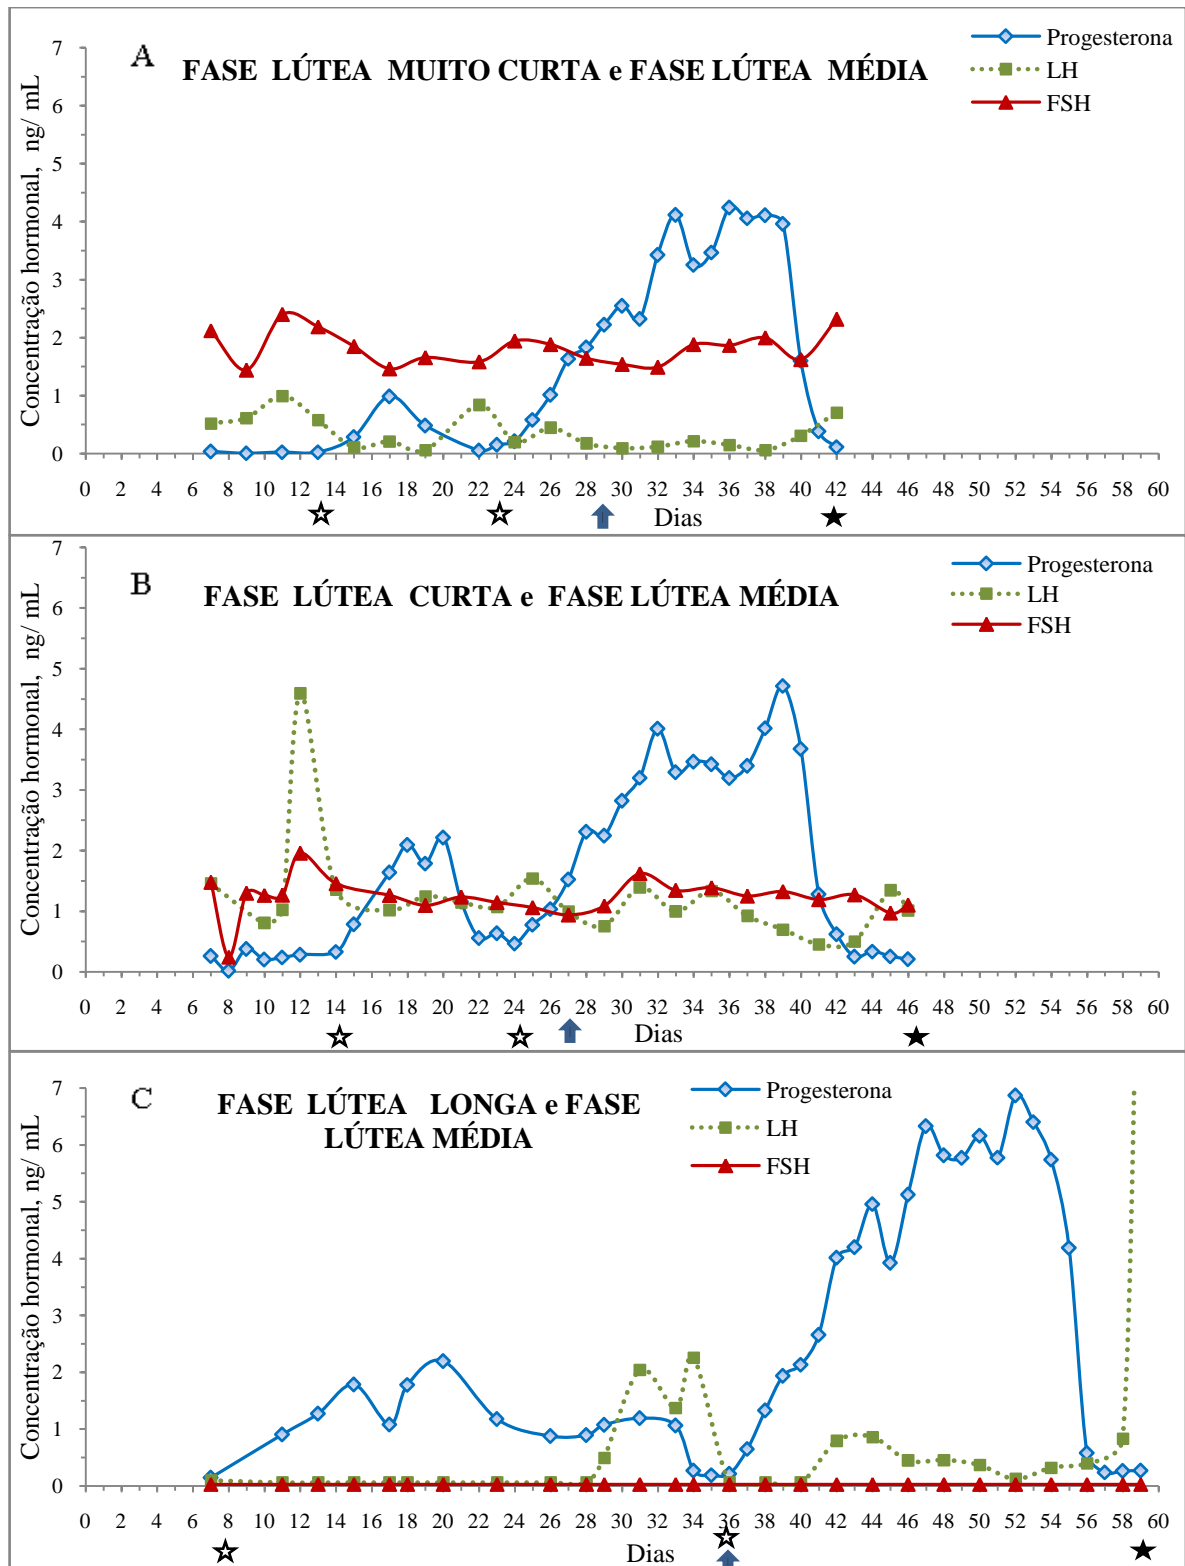 A
FASE LÚTEA MUITO CURTA e FASE LÚTEA MÉDIA
Progesterona
LH
FSH
Concentração hormonal, ng/ mL
7
6
5
4
3
2
1
0
0 2 4 6 8 10 12 14 16 18 20 22 24 26 28 30 32 34 36 38 40 42 44 46 48 50 52 54 56 58 60
Dias
B
FASE LÚTEA CURTA e FASE LÚTEA MÉDIA
Progesterona
LH
FSH
Concentração hormonal, ng/ mL
7
6
5
4
3
2
1
0
0 2 4 6 8 10 12 14 16 18 20 22 24 26 28 30 32 34 36 38 40 42 44 46 48 50 52 54 56 58 60
Dias
C
FASE LÚTEA LONGA e FASE
LÚTEA MÉDIA
Progesterona
LH
FSH
Concentração hormonal, ng/ mL
7
6
5
4
3
2
1
0
0 2 4 6 8 10 12 14 16 18 20 22 24 26 28 30 32 34 36 38 40 42 44 46 48 50 52 54 56 58 60
Dias